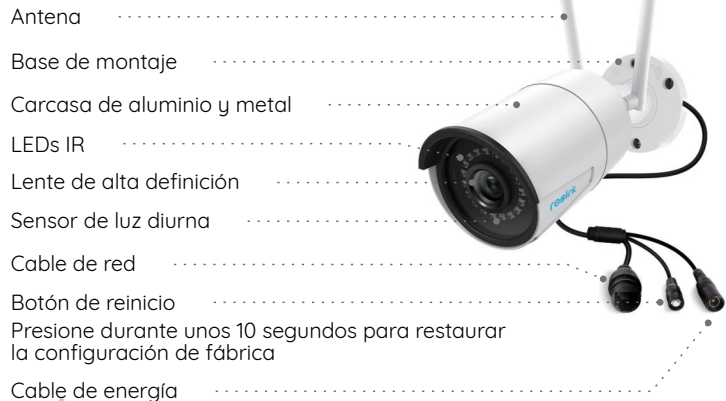 Antena
Base de montaje
Carcasa de aluminio y metal
LEDs IR
Lente de alta definición
Sensor de luz diurna
reolink
Cable de red
Botón de reinicio
Presione durante unos 10 segundos para restaurar
la configuración de fábrica
Cable de energía